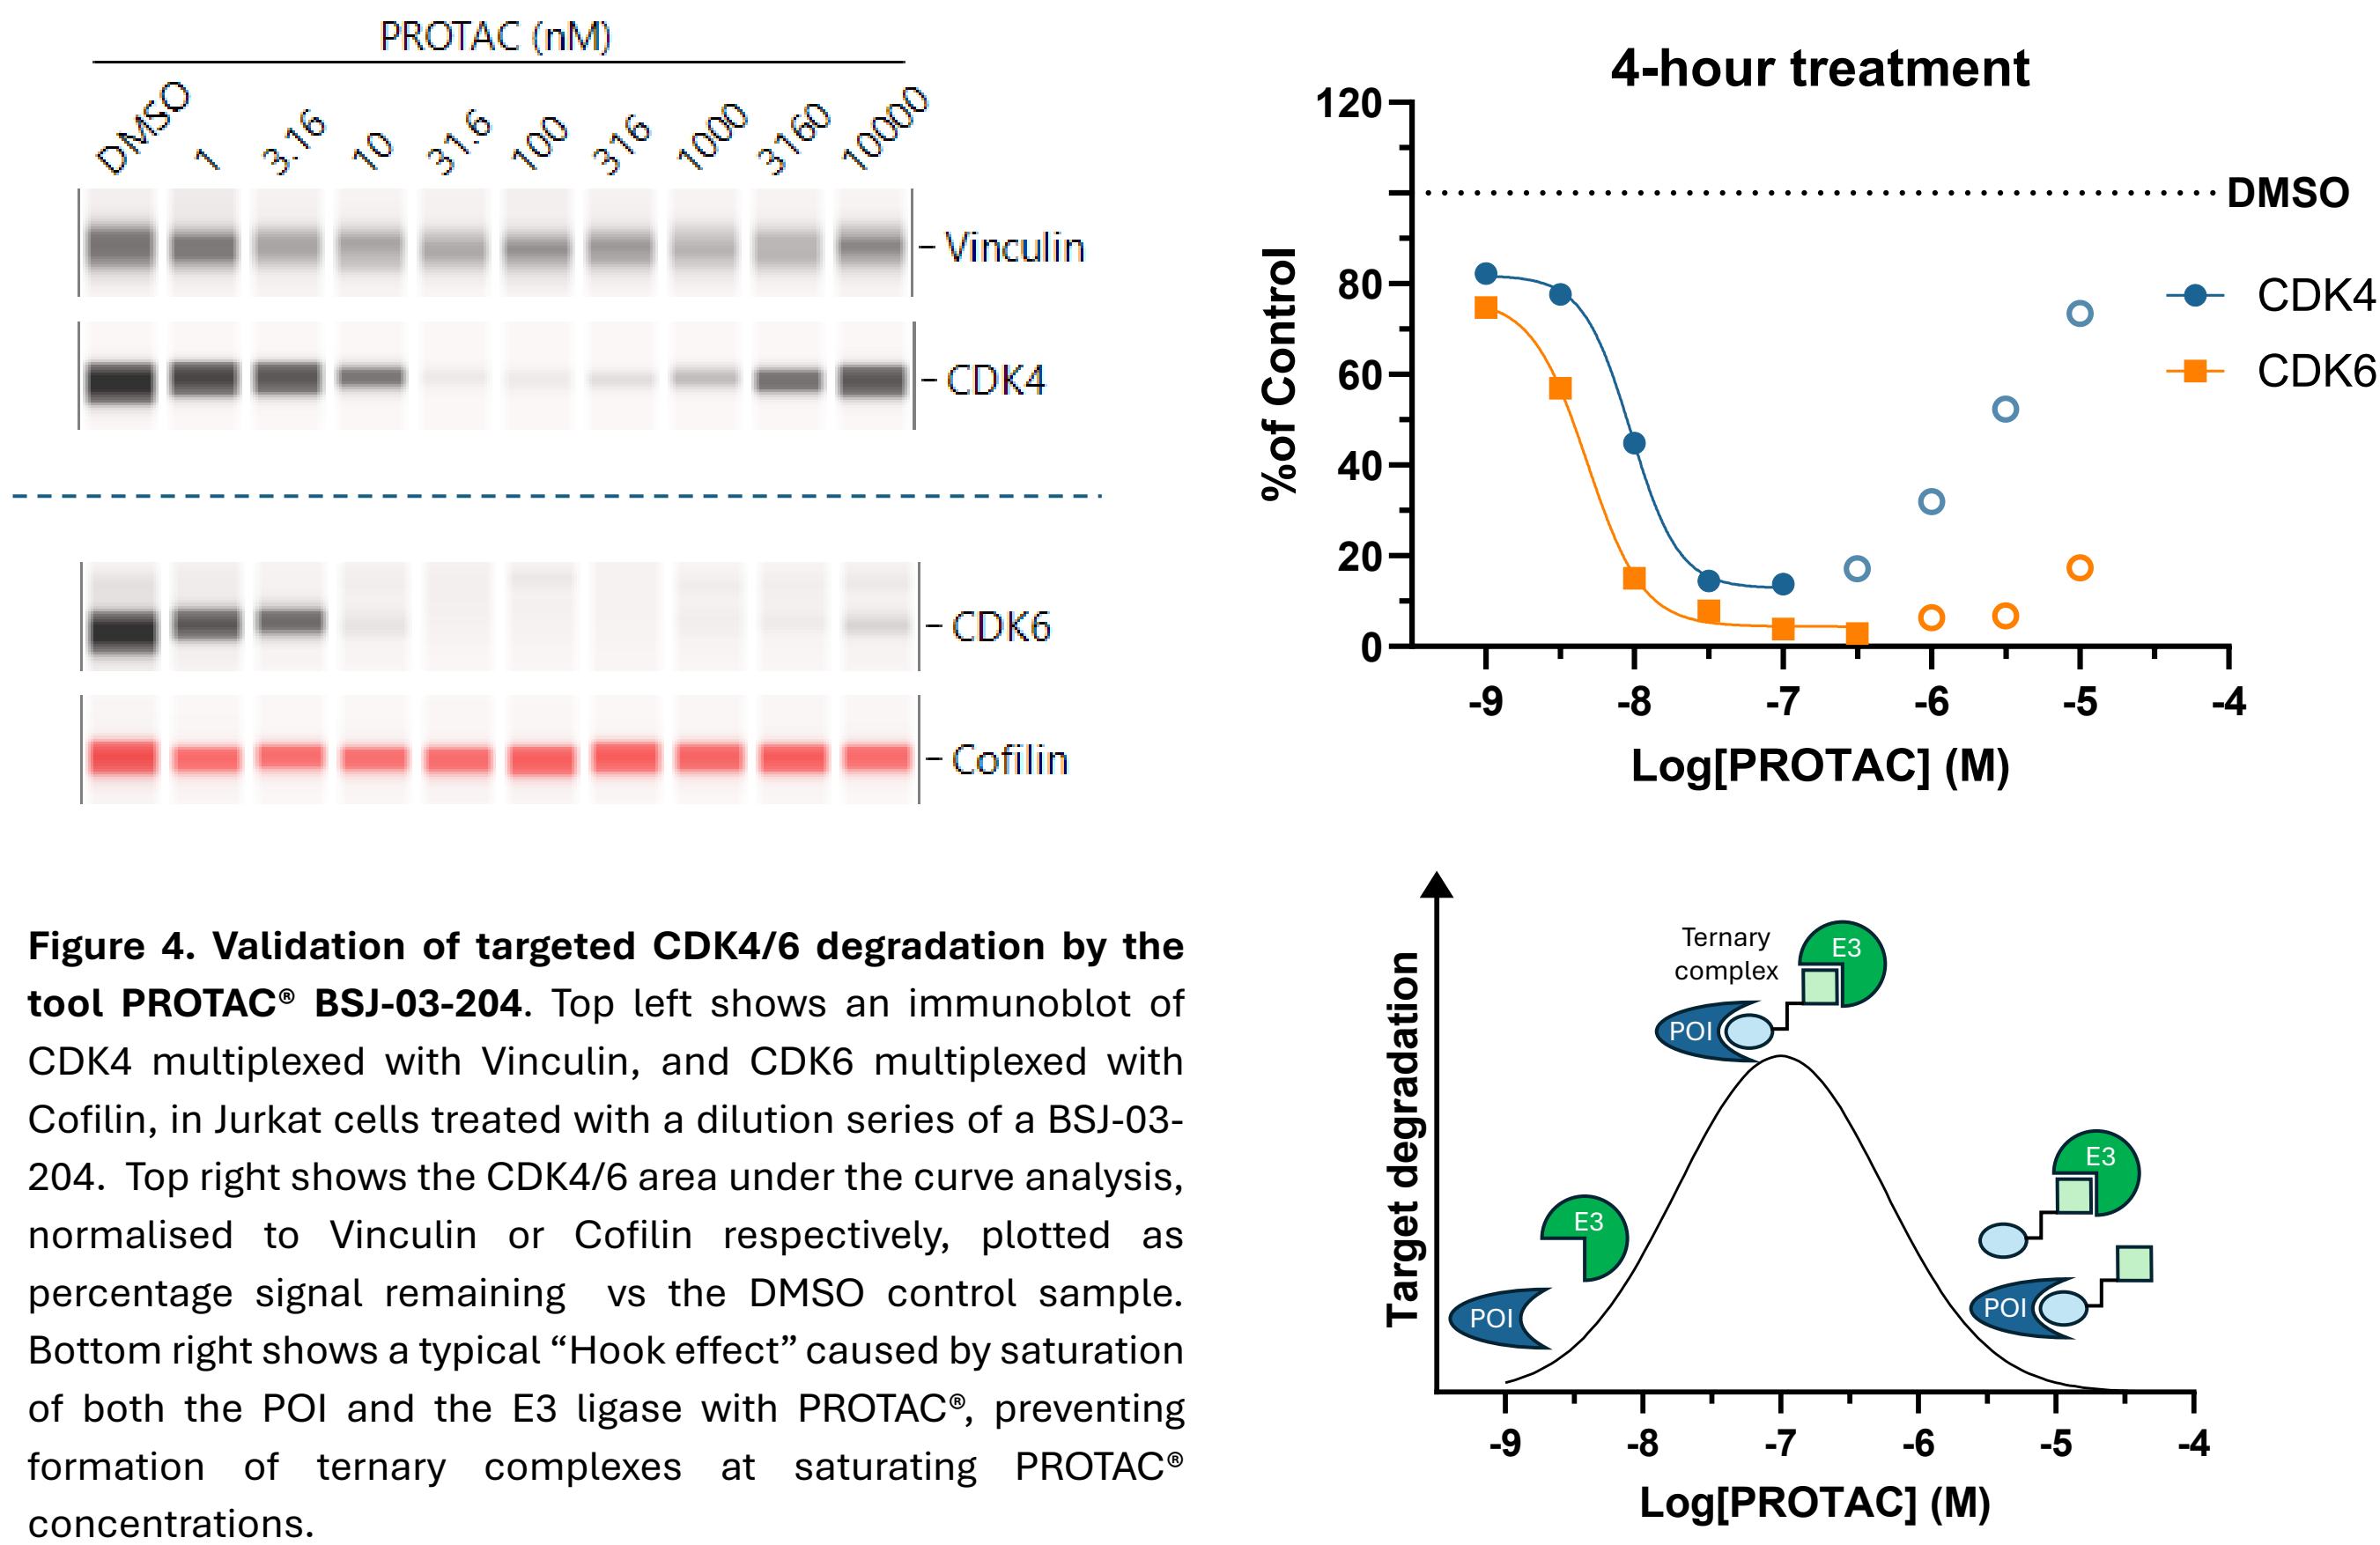 PROTAC (nM)
DMSO 1 3.16 10 31.6 100 316 1000 3160 10000
Vinculin
CDK4
CDK6
Cofilin
4-hour treatment
%of Control
120
80
60
40
20
0
DMSO
CDK4
CDK6
-9 -8 -7 -6 -5 -4
Log[PROTAC] (M)
Figure 4. Validation of targeted CDK4/6 degradation by the
tool PROTAC® BSJ-03-204. Top left shows an immunoblot of
CDK4 multiplexed with Vinculin, and CDK6 multiplexed with
Cofilin, in Jurkat cells treated with a dilution series of a BSJ-03-
204. Top right shows the CDK4/6 area under the curve analysis,
normalised to Vinculin or Cofilin respectively, plotted as
percentage signal remaining vs the DMSO control sample.
Bottom right shows a typical “Hook effect” caused by saturation
of both the POI and the E3 ligase with PROTAC®, preventing
formation of ternary complexes at saturating PROTAC®
concentrations.
Target degradation
Ternary
complex
E3
POI
E3
POI
E3
POI
-9 -8 -7 -6 -5 -4
Log[PROTAC] (M)